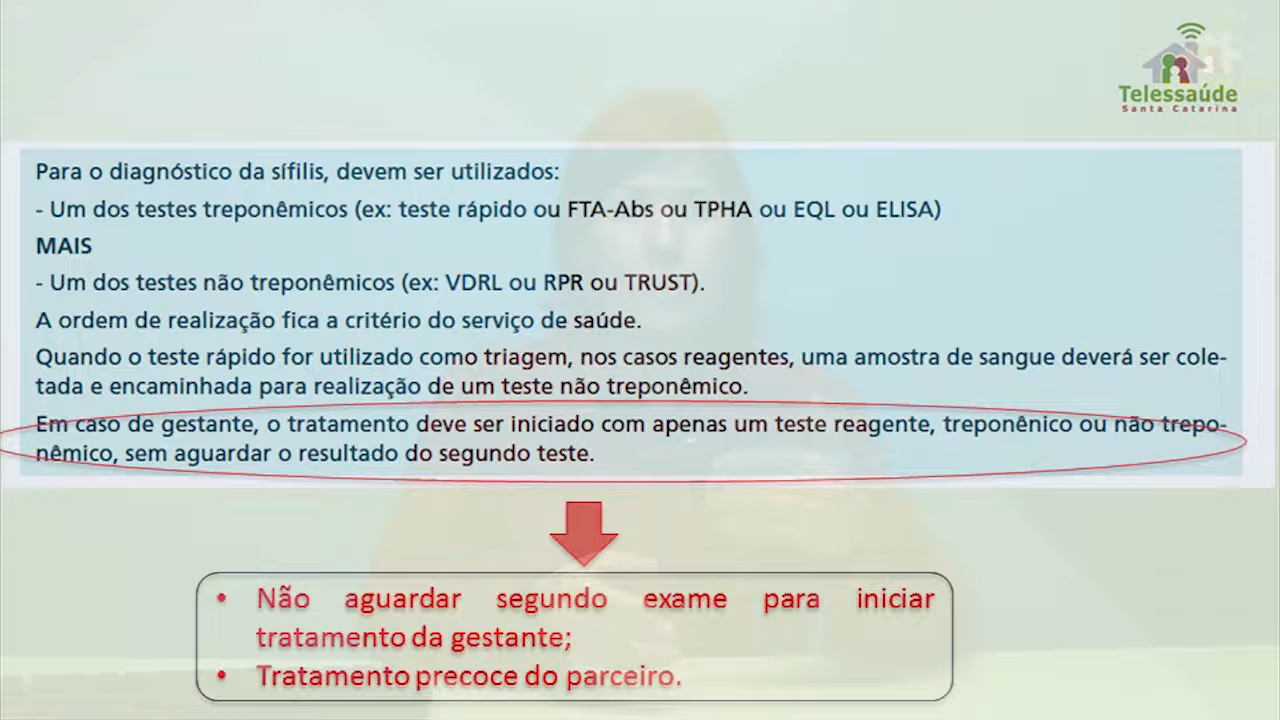 Telessaúde
Santa Catarina
Para o diagnóstico da sífilis, devem ser utilizados:
- Um dos testes treponêmicos (ex: teste rápido ou FTA-Abs ou TPHA ou EQL ou ELISA)
MAIS
- Um dos testes não treponêmicos (ex: VDRL ou RPR ou TRUST).
A ordem de realização fica a critério do serviço de saúde.
Quando o teste rápido for utilizado como triagem, nos casos reagentes, uma amostra de sangue deverá ser cole-
tada e encaminhada para realização de um teste não treponêmico.
Em caso de gestante, o tratamento deve ser iniciado com apenas um teste reagente, treponênico ou não trepo-
nêmico, sem aguardar o resultado do segundo teste.
• Não aguardar segundo exame para iniciar
tratamento da gestante;
• Tratamento precoce do parceiro.